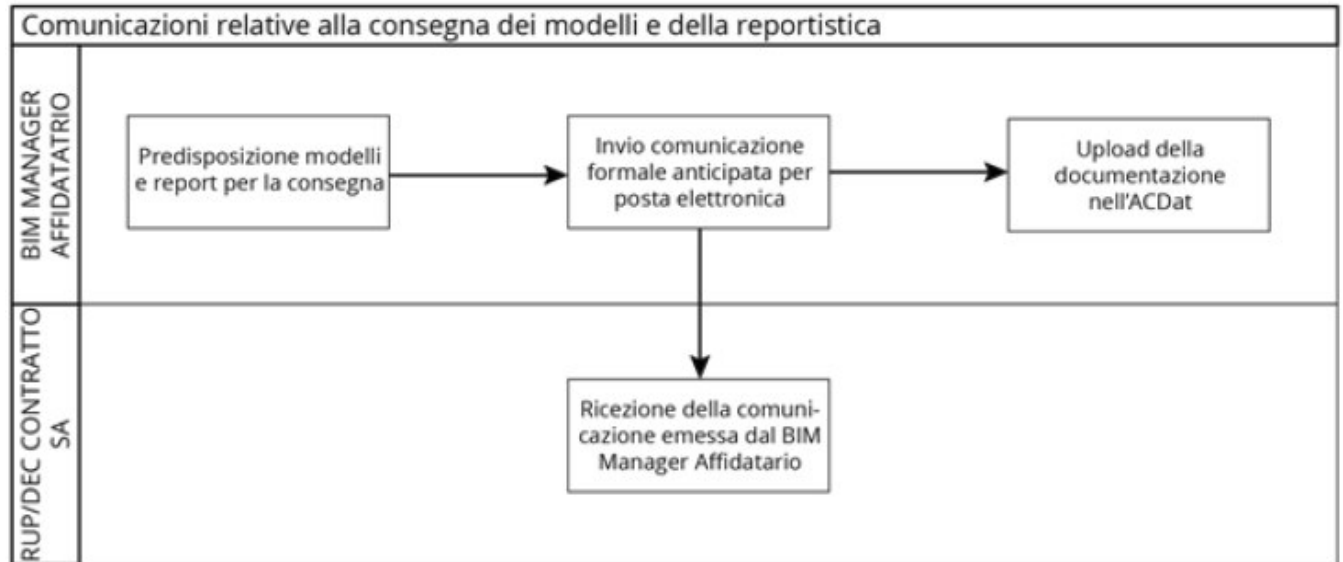 Comunicazioni relative alla consegna dei modelli e della reportistica
BIM MANAGER
AFFIDATATRIO
Predisposizione modelli
e report per la consegna
Invio comunicazione
formale anticipata per
posta elettronica
Upload della
documentazione
nell'ACDat
RUP/DEC CONTRATTO
SA
Ricezione della comuni-
cazione emessa dal BIM
Manager Affidatario